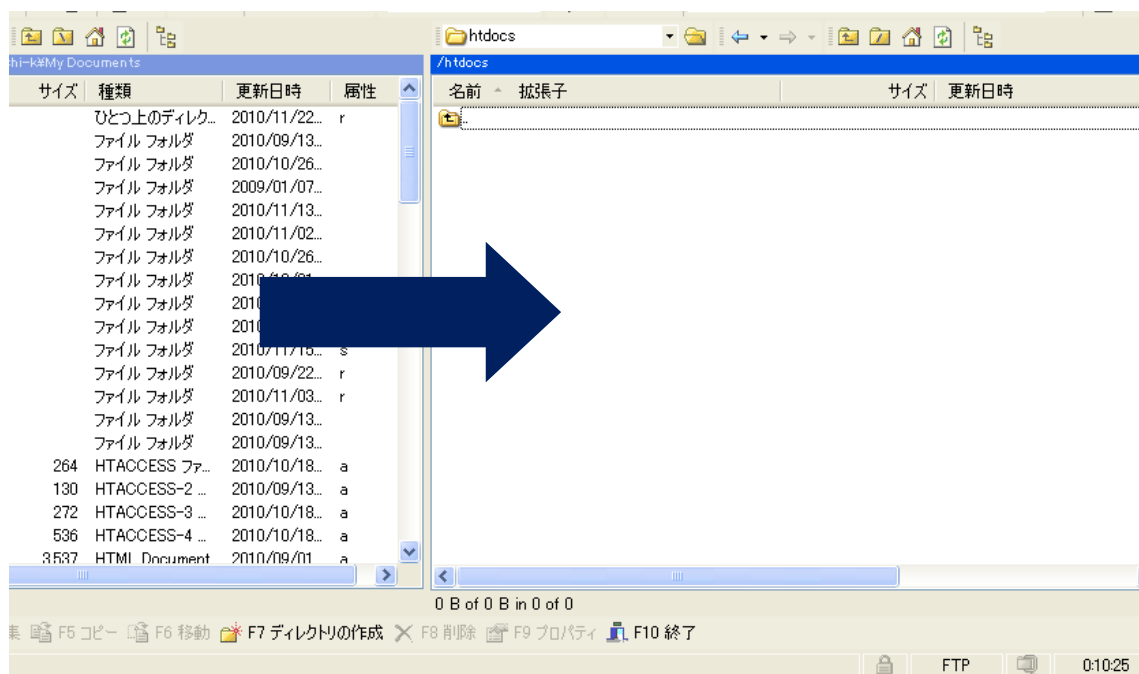 htdocs
hi-k¥My Documents
/htdocs
サイズ 種類 更新日時 属性
名前 拡張子 サイズ 更新日時
ひとつ上のディレク... 2010/11/22... r
..
ファイル フォルダ 2010/09/13...
ファイル フォルダ 2010/10/26...
ファイル フォルダ 2009/01/07...
ファイル フォルダ 2010/11/13...
ファイル フォルダ 2010/11/02...
ファイル フォルダ 2010/10/26...
ファイル フォルダ
ファイル フォルダ
ファイル フォルダ
ファイル フォルダ 2010/11/15... s
ファイル フォルダ 2010/09/22... r
ファイル フォルダ 2010/11/03... r
ファイル フォルダ 2010/09/13...
ファイル フォルダ 2010/09/13...
264 HTACCESS ファ... 2010/10/18... a
130 HTACCESS-2 ... 2010/09/13... a
272 HTACCESS-3 ... 2010/10/18... a
536 HTACCESS-4 ... 2010/10/18... a
3,537 HTML Document 2010/09/01 a
0 B of 0 B in 0 of 0
集 F5 コピー F6 移動 F7 ディレクトリの作成 F8 削除 F9 プロパティ F10 終了
FTP 0:10:25